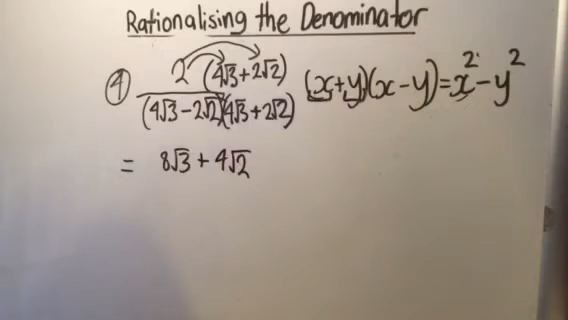 Rationalising the Denominator
④ 2 (4√3+2√2)
(4√3-2√2)(4√3+2√2)
(x+y)(x-y)=x²-y²
= 8√3+4√2